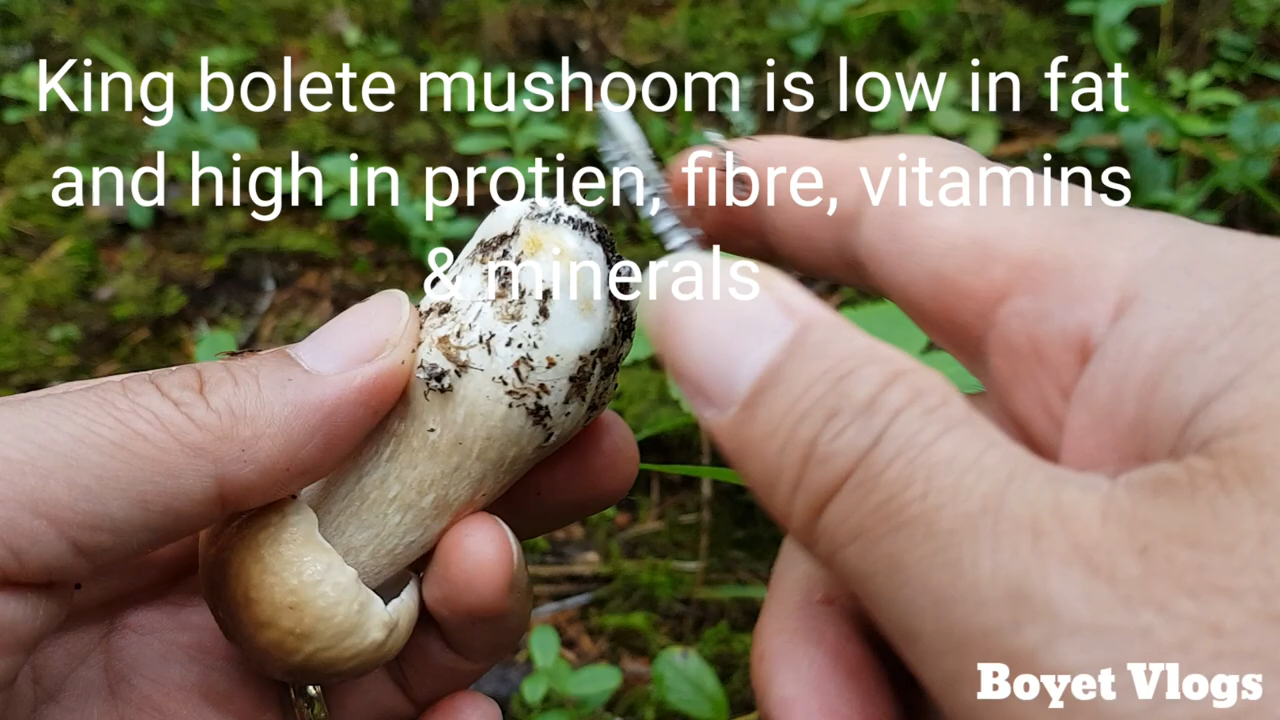 King bolete mushoom is low in fat
and high in protien, fibre, vitamins
& minerals
Boyet Vlogs